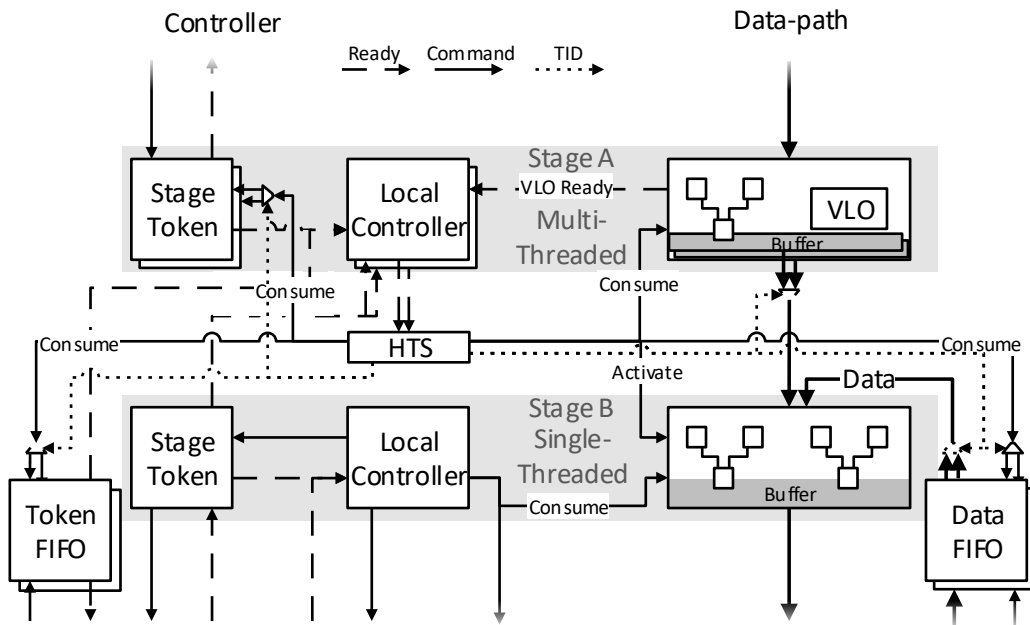 Controller
Data-path
Ready
Command
TID
Stage A
Stage
Token
Local
Controller
VLO Ready
VLO
Multi-
Threaded
Buffer
Consume
Consume
Consume
HTS
Consume
Activate
Data
Stage B
Stage
Token
Local
Controller
Single-
Threaded
Buffer
Consume
Token
FIFO
Data
FIFO